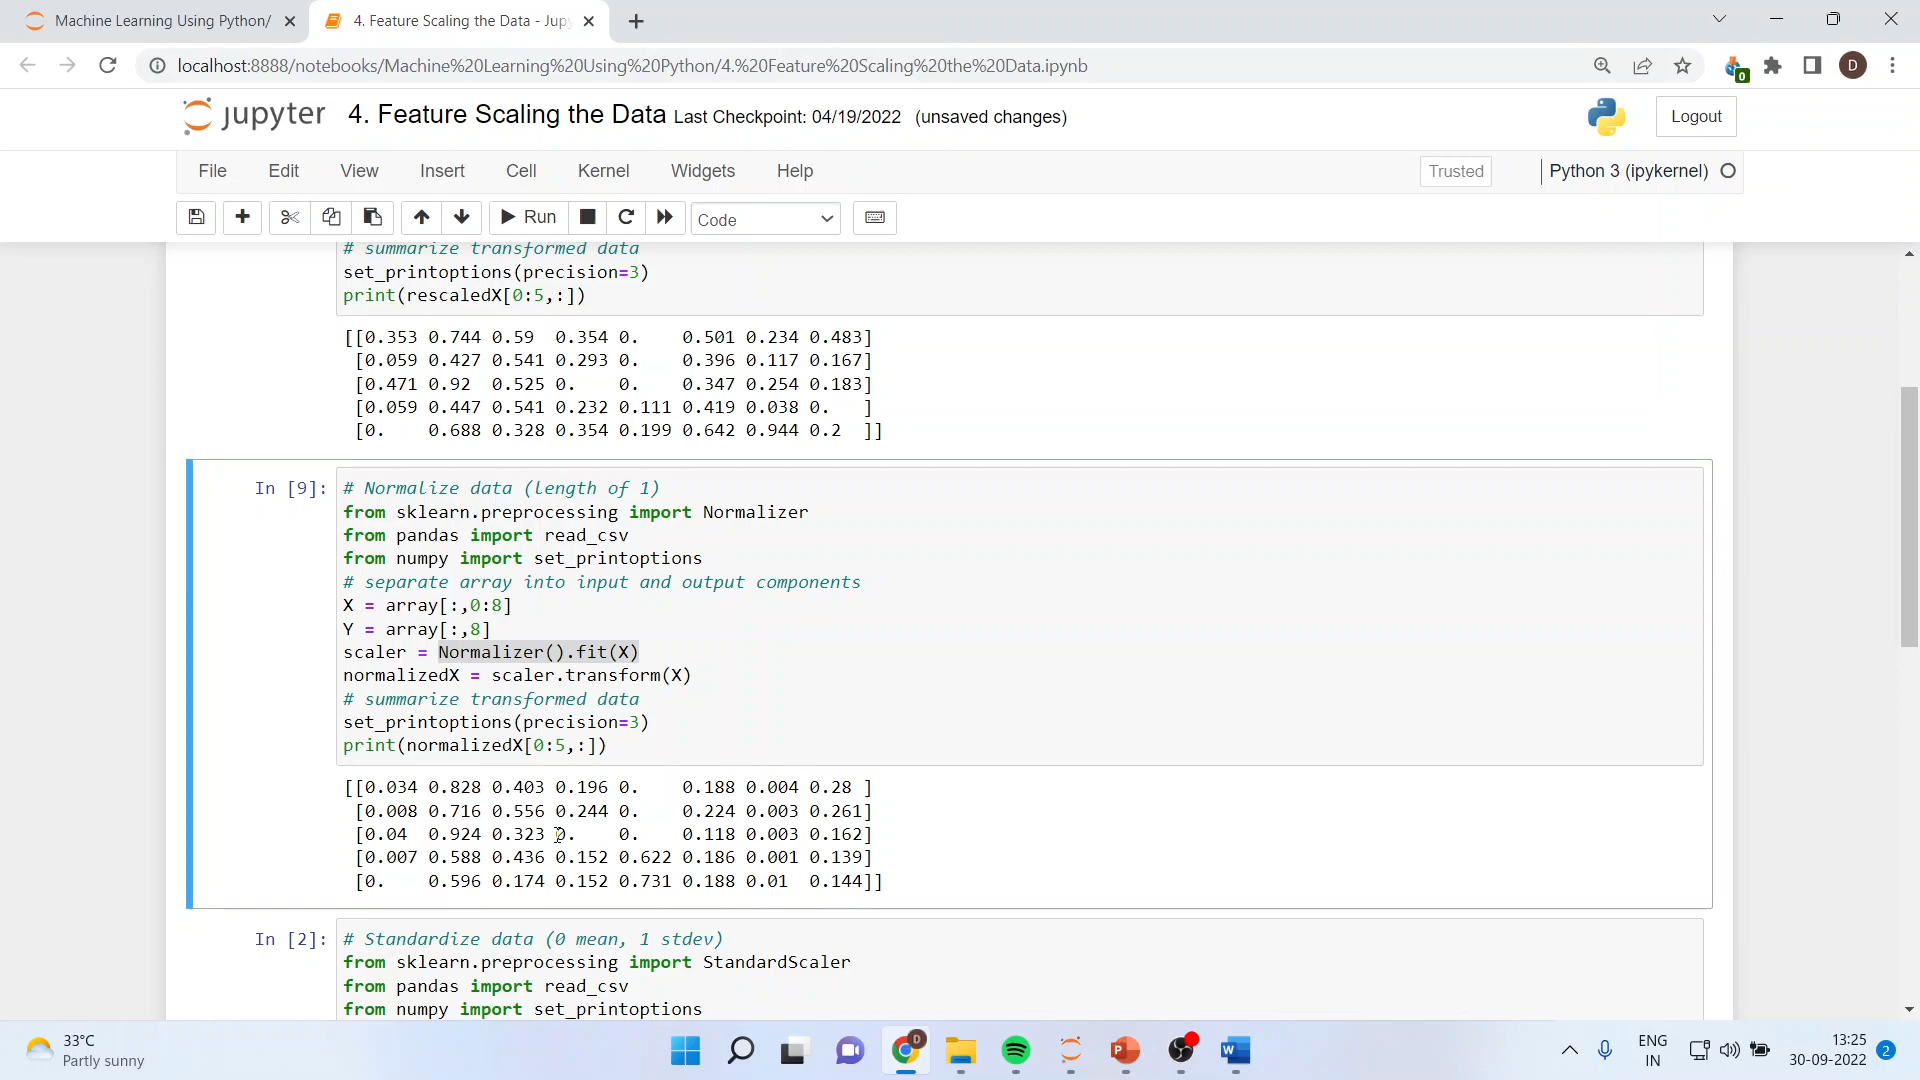 Machine Learning Using Python/
4. Feature Scaling the Data - Jup
localhost:8888/notebooks/Machine%20Learning%20Using%20Python/4.%20Feature%20Scaling%20the%20Data.ipynb
0
D
jupyter 4. Feature Scaling the Data Last Checkpoint: 04/19/2022 (unsaved changes)
Logout
File Edit View Insert Cell Kernel Widgets Help
Trusted
Python 3 (ipykernel)
Run
Code
# summarize transformed data
set_printoptions(precision=3)
print(rescaledX[0:5,:])
[[0.353 0.744 0.59  0.354 0.    0.501 0.234 0.483]
[0.059 0.427 0.541 0.293 0.    0.396 0.117 0.167]
[0.471 0.92  0.525 0.    0.    0.347 0.254 0.183]
[0.059 0.447 0.541 0.232 0.111 0.419 0.038 0.   ]
[0.    0.688 0.328 0.354 0.199 0.642 0.944 0.2  ]]
In [9]: # Normalize data (length of 1)
from sklearn.preprocessing import Normalizer
from pandas import read_csv
from numpy import set_printoptions
# separate array into input and output components
X = array[:,0:8]
Y = array[:,8]
scaler = Normalizer().fit(X)
normalizedX = scaler.transform(X)
# summarize transformed data
set_printoptions(precision=3)
print(normalizedX[0:5,:])
[[0.034 0.828 0.403 0.196 0.    0.188 0.004 0.28 ]
[0.008 0.716 0.556 0.244 0.    0.224 0.003 0.261]
[0.04  0.924 0.323 0.    0.    0.118 0.003 0.162]
[0.007 0.588 0.436 0.152 0.622 0.186 0.001 0.139]
[0.    0.596 0.174 0.152 0.731 0.188 0.01  0.144]]
In [2]: # Standardize data (0 mean, 1 stdev)
from sklearn.preprocessing import StandardScaler
from pandas import read_csv
from numpy import set_printoptions
33°C
Partly sunny
D
P
W
ENG
IN
13:25
30-09-2022
2